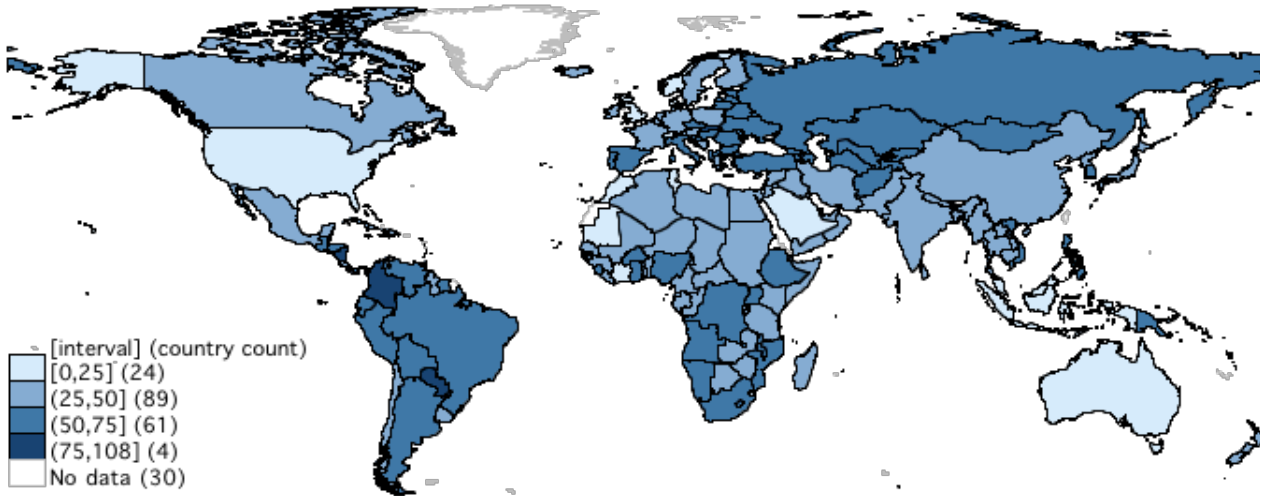 [interval] (country count)
[0,25] (24)
(25,50] (89)
(50,75] (61)
(75,108] (4)
No data (30)